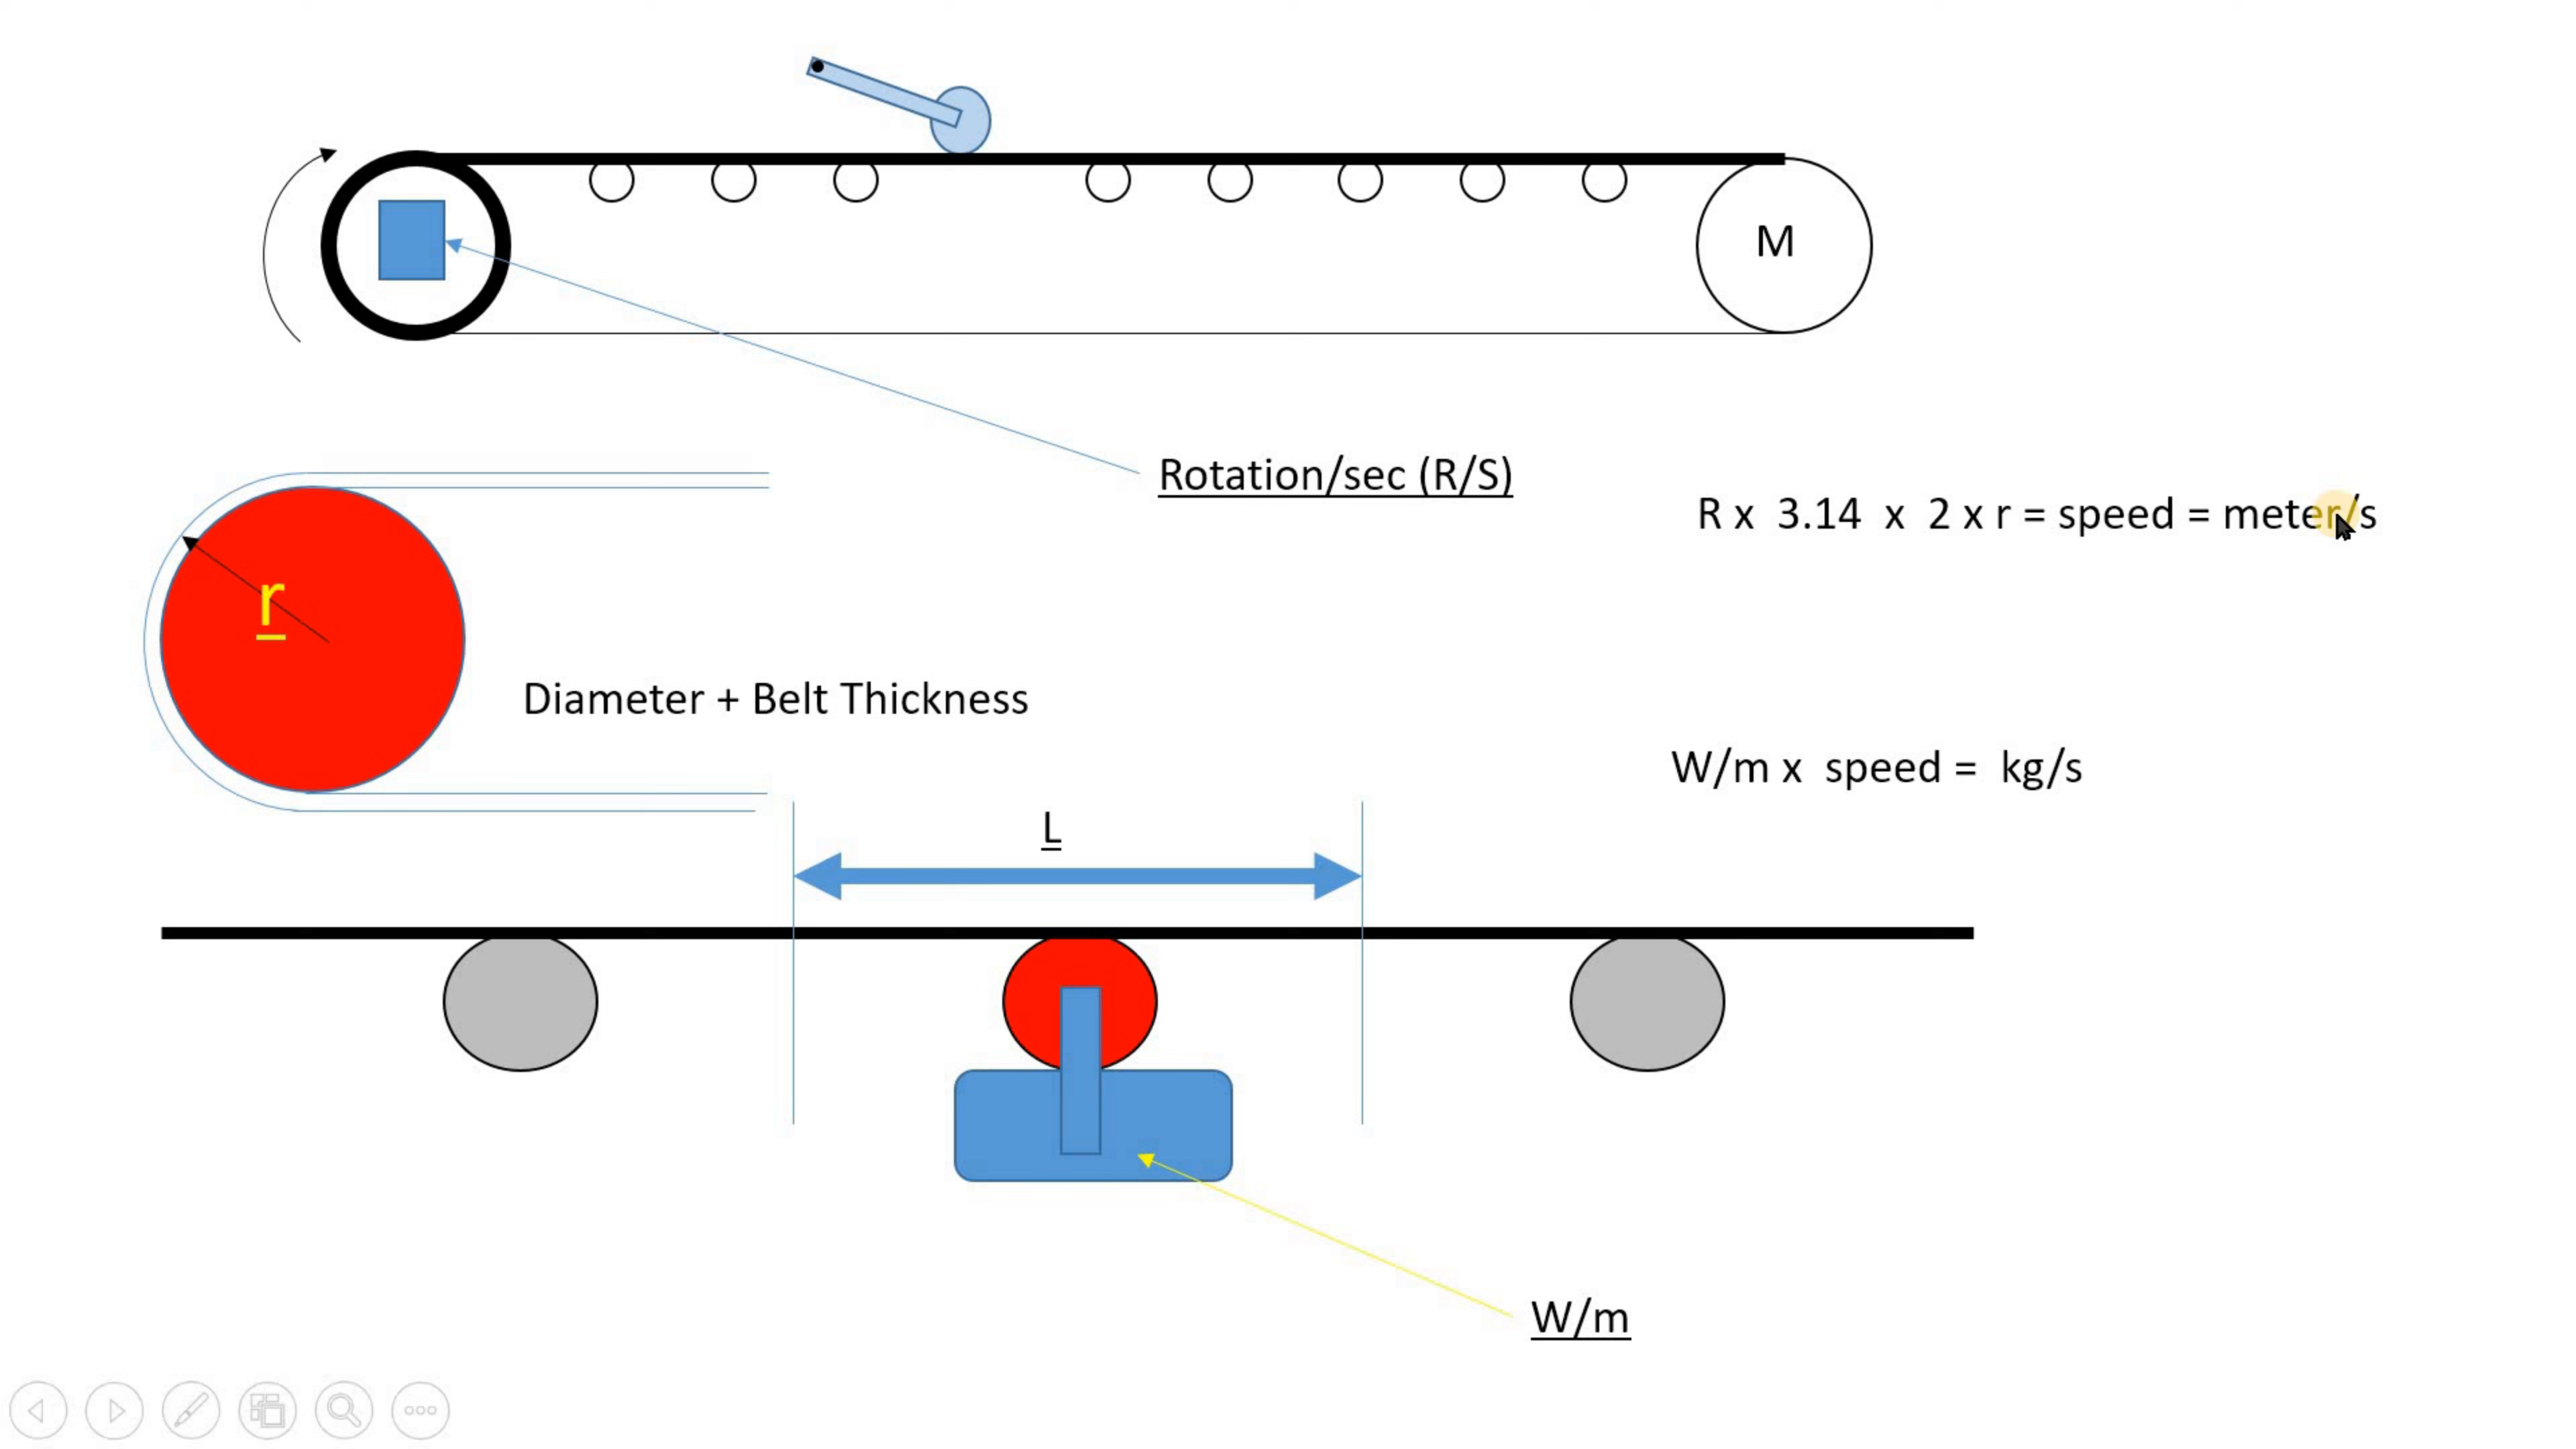 M
Rotation/sec (R/S)
R x 3.14 x 2 x r = speed = meter/s
r
Diameter + Belt Thickness
W/m x speed = kg/s
L
W/m